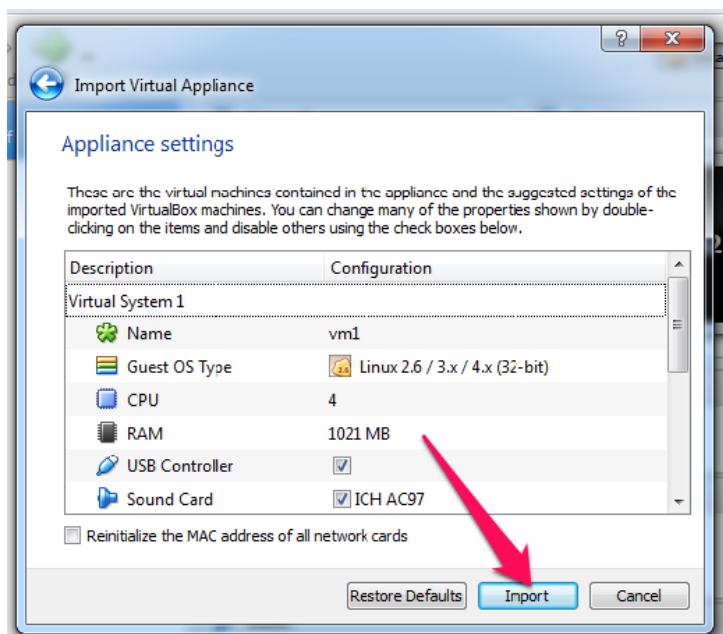 Import Virtual Appliance
Appliance settings
These are the virtual machines contained in the appliance and the suggested settings of the
imported VirtualBox machines. You can change many of the properties shown by double-
clicking on the items and disable others using the check boxes below.
Description Configuration
Virtual System 1
Name vm1
Guest OS Type 2.6 Linux 2.6 / 3.x / 4.x (32-bit)
CPU 4
RAM 1021 MB
USB Controller
Sound Card ICH AC97
Reinitialize the MAC address of all network cards
Restore Defaults Import Cancel